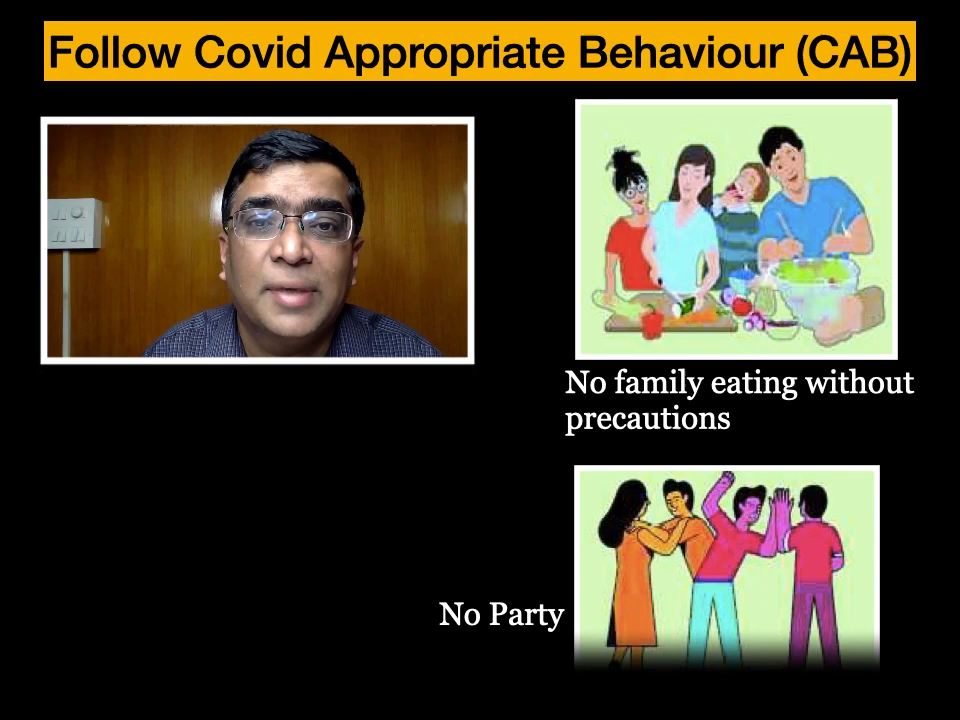 Follow Covid Appropriate Behaviour (CAB)
No family eating without
precautions
No Party